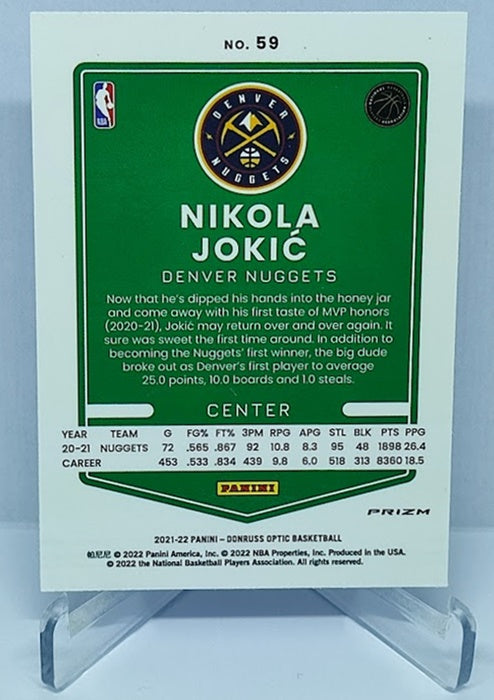 NO. 59
NBA
DENVER
NUGGETS
NIKOLA
JOKIĆ
DENVER NUGGETS
Now that he's dipped his hands into the honey jar
and come away with his first taste of MVP honors
(2020-21), Jokić may return over and over again. It
sure was sweet the first time around. In addition to
becoming the Nuggets' first winner, the big dude
broke out as Denver's first player to average
25.0 points, 10.0 boards and 1.0 steals.
CENTER
YEAR TEAM G FG% FT% 3PM RPG APG STL BLK PTS PPG
20-21 NUGGETS 72 .565 .867 92 10.8 8.3 95 48 1898 26.4
CAREER 453 .533 .834 439 9.8 6.0 518 313 8360 18.5
PANINI
PRIZM
2021-22 PANINI – DONRUSS OPTIC BASKETBALL
帕尼尼 © 2022 Panini America, Inc. © 2022 NBA Properties, Inc. Produced in the USA.
© 2022 the National Basketball Players Association. All rights reserved.